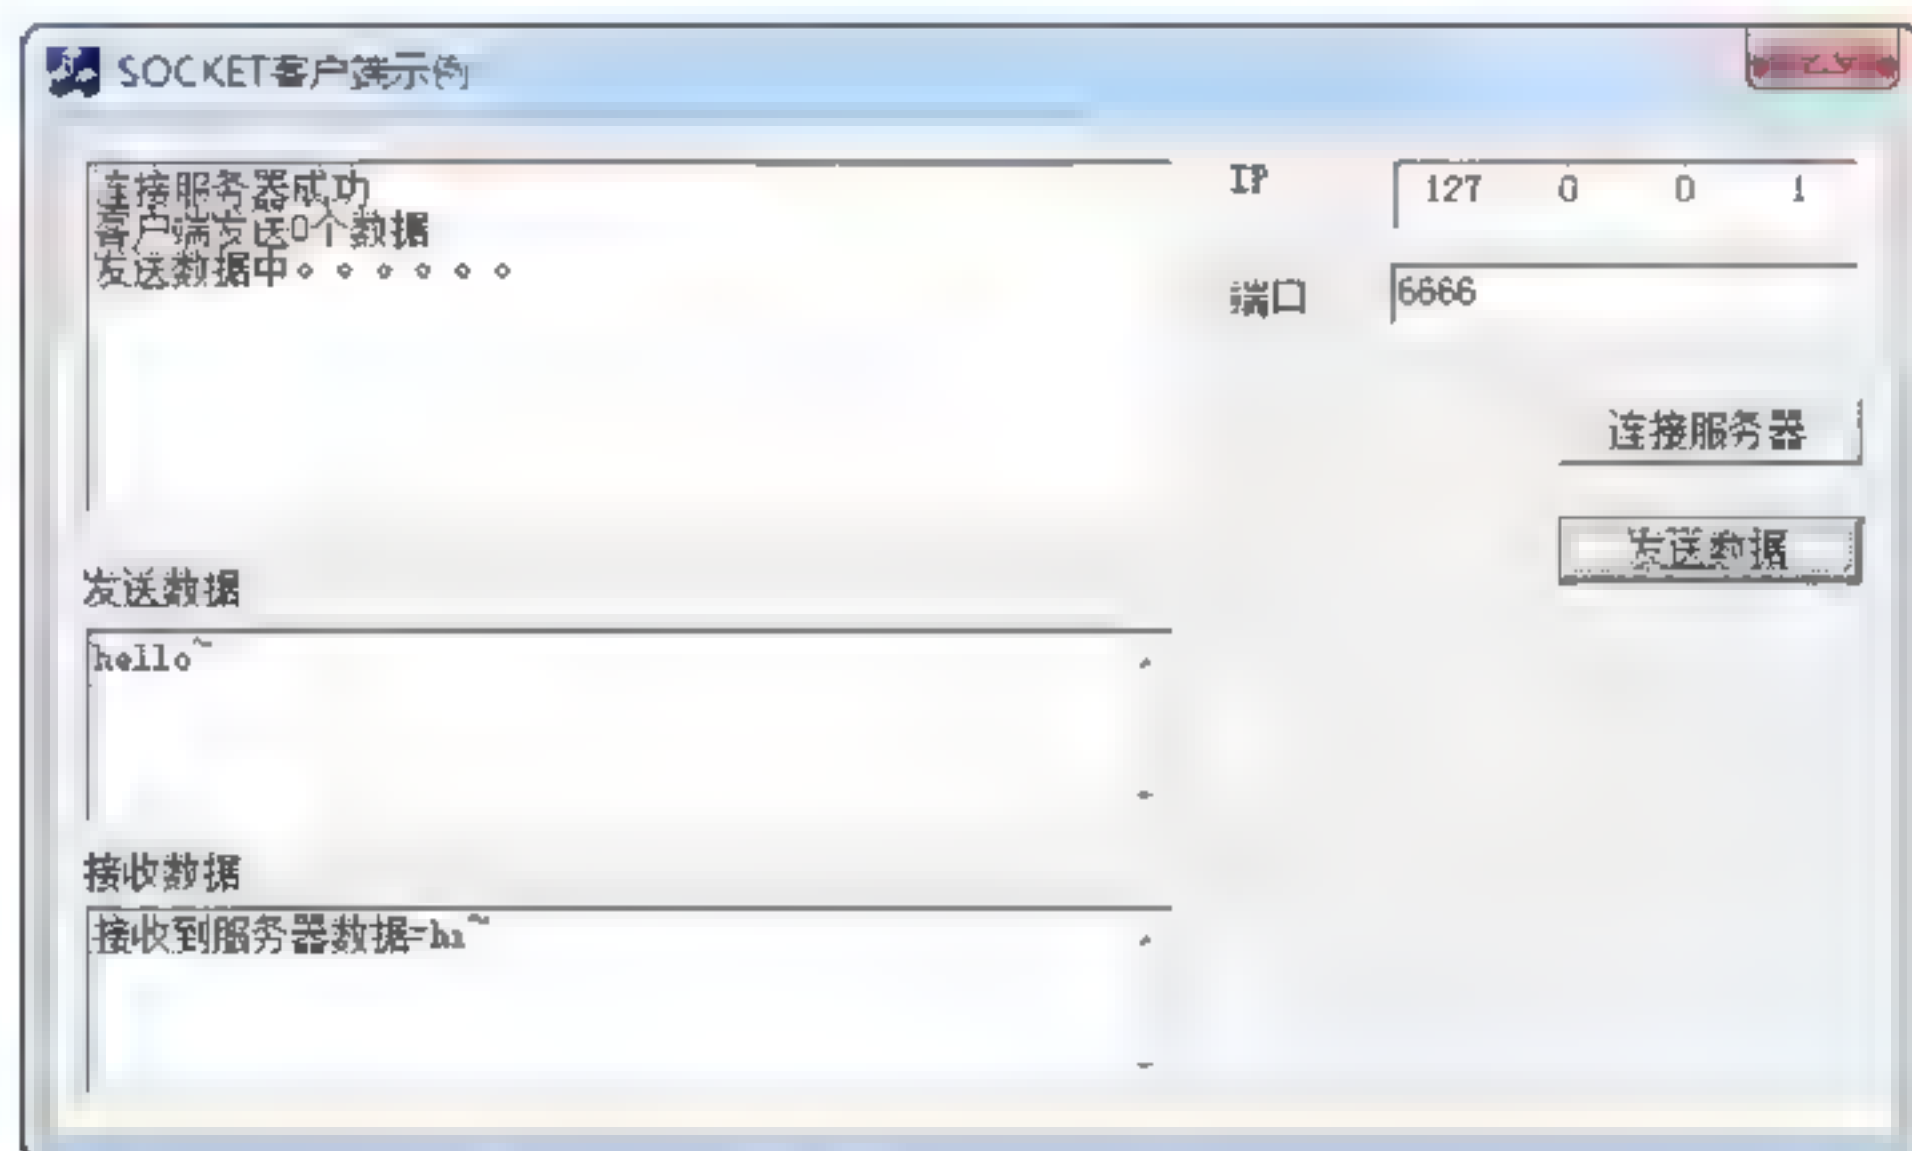 SOCKET客户端示例
连接服务器成功
客户端发送0个数据
发送数据中。。。。。。
IP
127 0 0 1
端口
6666
连接服务器
发送数据
发送数据
hello~
接收数据
接收到服务器数据=hi~